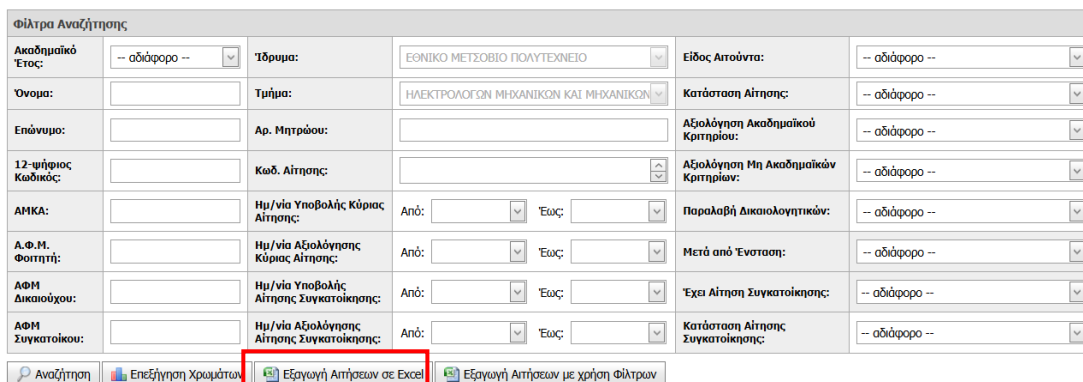 Φίλτρα Αναζήτησης
Ακαδημαϊκό Έτος: -- αδιάφορο -- Ίδρυμα: ΕΘΝΙΚΟ ΜΕΤΣΟΒΙΟ ΠΟΛΥΤΕΧΝΕΙΟ Είδος Αιτούντα: -- αδιάφορο --
Όνομα: Τμήμα: ΗΛΕΚΤΡΟΛΟΓΩΝ ΜΗΧΑΝΙΚΩΝ ΚΑΙ ΜΗΧΑΝΙΚΩΝ Κατάσταση Αίτησης: -- αδιάφορο --
Επώνυμο: Αρ. Μητρώου: Αξιολόγηση Ακαδημαϊκού Κριτηρίου: -- αδιάφορο --
12-ψήφιος Κωδικός: Κωδ. Αίτησης: Αξιολόγηση Μη Ακαδημαϊκών Κριτηρίων: -- αδιάφορο --
ΑΜΚΑ: Ημ/νία Υποβολής Κύριας Αίτησης: Από: Έως: Παραλαβή Δικαιολογητικών: -- αδιάφορο --
Α.Φ.Μ. Φοιτητή: Ημ/νία Αξιολόγησης Κύριας Αίτησης: Από: Έως: Μετά από Ένσταση: -- αδιάφορο --
ΑΦΜ Δικαιούχου: Ημ/νία Υποβολής Αίτησης Συγκατοίκησης: Από: Έως: Έχει Αίτηση Συγκατοίκησης: -- αδιάφορο --
ΑΦΜ Συγκατοίκου: Ημ/νία Αξιολόγησης Αίτησης Συγκατοίκησης: Από: Έως: Κατάσταση Αίτησης Συγκατοίκησης: -- αδιάφορο --
Αναζήτηση Επεξήγηση Χρωμάτων Εξαγωγή Αιτήσεων σε Excel Εξαγωγή Αιτήσεων με χρήση Φίλτρων